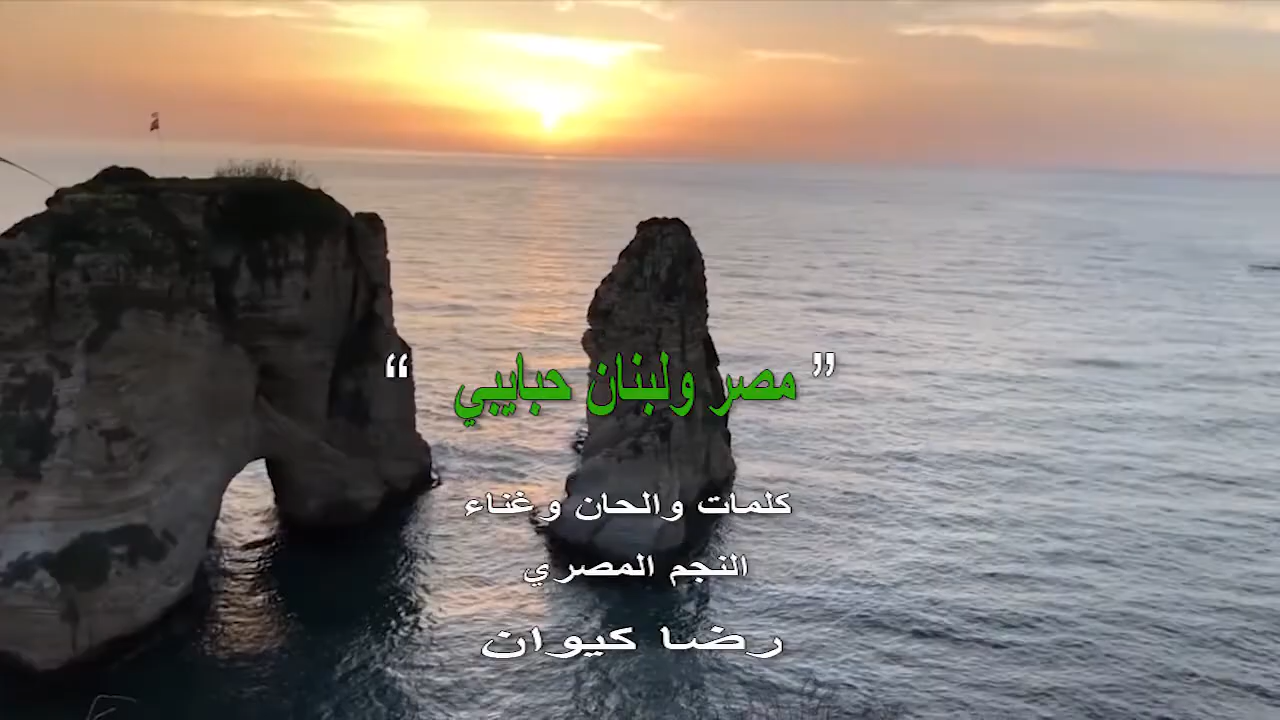 ” مصر ولبنان حبايبي “
كلمات والحان وغناء
النجم المصري
رضا كيوان